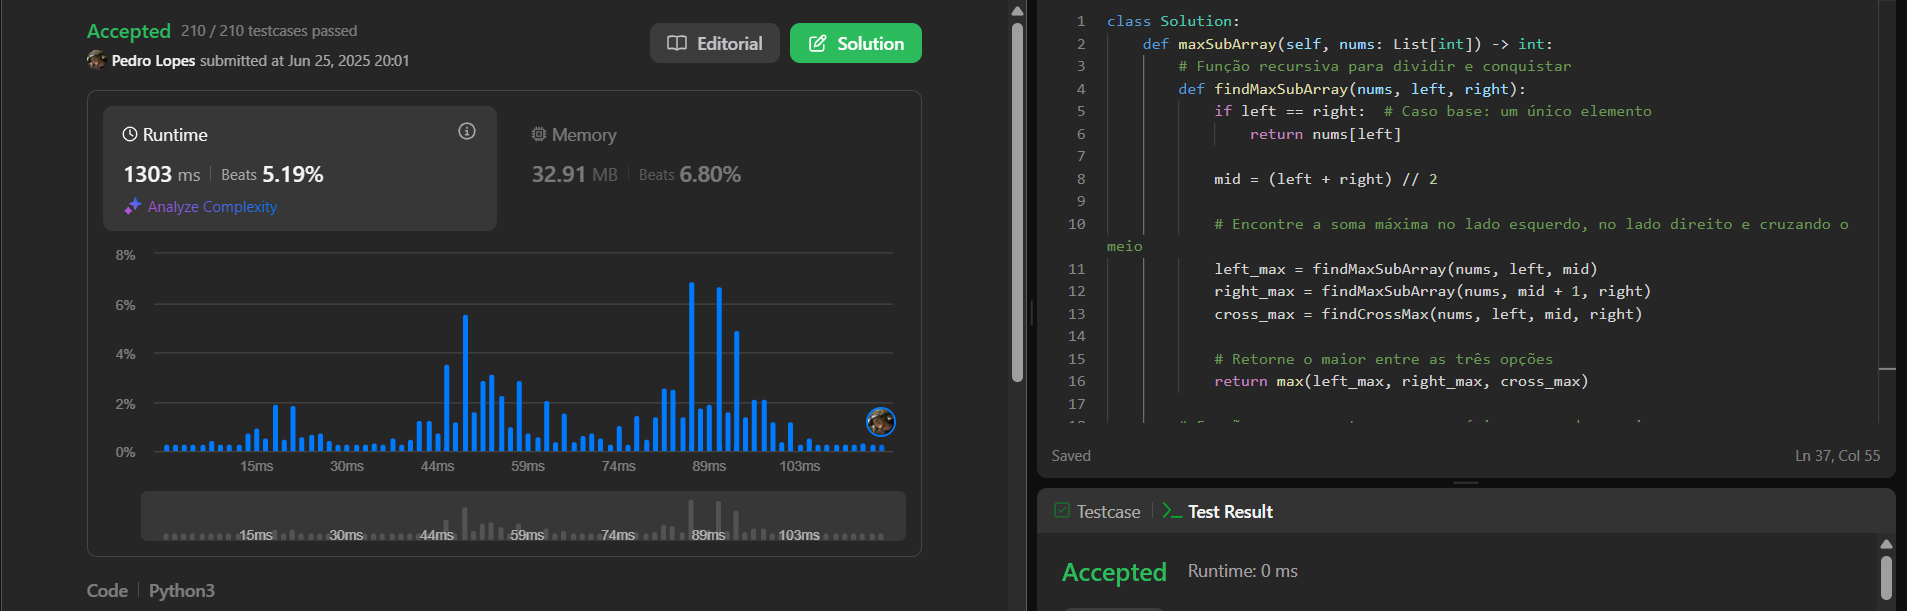 Accepted 210 / 210 testcases passed
Pedro Lopes submitted at Jun 25, 2025 20:01
Editorial
Solution
Runtime
1303 ms Beats 5.19%
Analyze Complexity
Memory
32.91 MB Beats 6.80%
8%
6%
4%
2%
0%
15ms 30ms 44ms 59ms 74ms 89ms 103ms
15ms 30ms 44ms 59ms 74ms 89ms 103ms
Code Python3
1 class Solution:
2 def maxSubArray(self, nums: List[int]) -> int:
3 # Função recursiva para dividir e conquistar
4 def findMaxSubArray(nums, left, right):
5 if left == right:  # Caso base: um único elemento
6 return nums[left]
7
8 mid = (left + right) // 2
9
10 # Encontre a soma máxima no lado esquerdo, no lado direito e cruzando o
meio
11 left_max = findMaxSubArray(nums, left, mid)
12 right_max = findMaxSubArray(nums, mid + 1, right)
13 cross_max = findCrossMax(nums, left, mid, right)
14
15 # Retorne o maior entre as três opções
16 return max(left_max, right_max, cross_max)
17
Saved
Ln 37, Col 55
Testcase
Test Result
Accepted Runtime: 0 ms